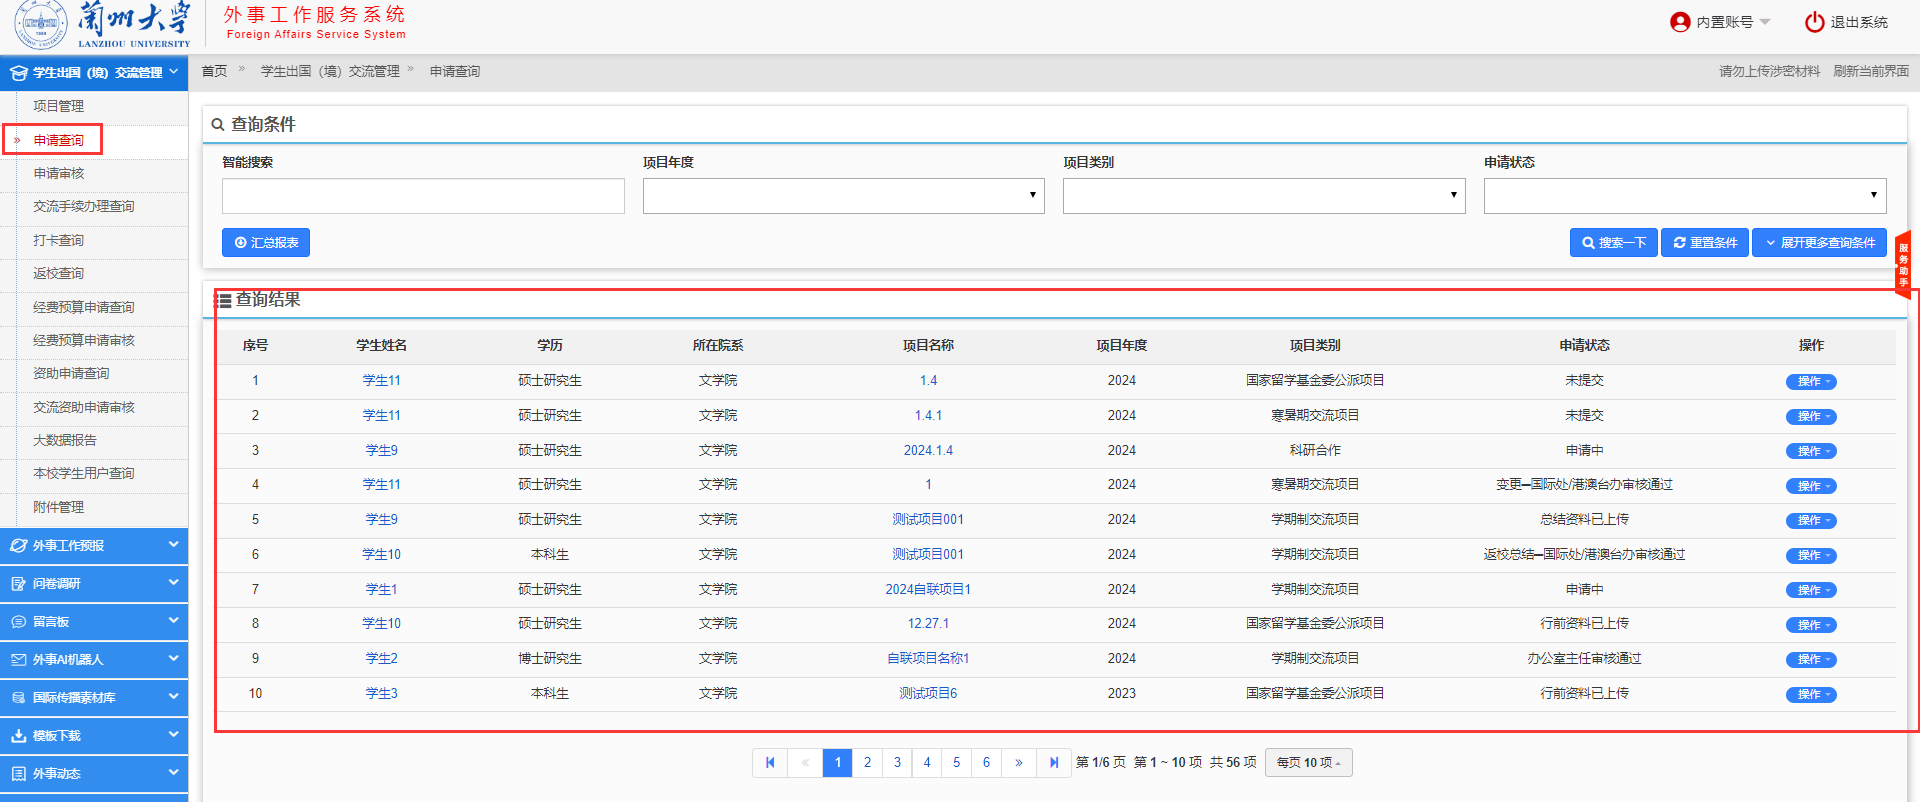 兰州大学
LANZHOU UNIVERSITY
1909
外事工作服务系统
Foreign Affairs Service System
内置账号
退出系统
学生出国（境）交流管理
首页 » 学生出国（境）交流管理 » 申请查询
请勿上传涉密材料 刷新当前界面
项目管理
» 申请查询
申请审核
交流手续办理查询
打卡查询
返校查询
经费预算申请查询
经费预算申请审核
资助申请查询
交流资助申请审核
大数据报告
本校学生用户查询
附件管理
外事工作预报
问卷调研
留言板
外事AI机器人
国际传播素材库
模板下载
外事动态
查询条件
智能搜索 项目年度 项目类别 申请状态
汇总报表 搜索一下 重置条件 展开更多查询条件
服务助手
查询结果
序号 学生姓名 学历 所在院系 项目名称 项目年度 项目类别 申请状态 操作
1 学生11 硕士研究生 文学院 1.4 2024 国家留学基金委公派项目 未提交 操作
2 学生11 硕士研究生 文学院 1.4.1 2024 寒暑期交流项目 未提交 操作
3 学生9 硕士研究生 文学院 2024.1.4 2024 科研合作 申请中 操作
4 学生11 硕士研究生 文学院 1 2024 寒暑期交流项目 变更—国际处/港澳台办审核通过 操作
5 学生9 硕士研究生 文学院 测试项目001 2024 学期制交流项目 总结资料已上传 操作
6 学生10 本科生 文学院 测试项目001 2024 学期制交流项目 返校总结—国际处/港澳台办审核通过 操作
7 学生1 硕士研究生 文学院 2024自联项目1 2024 学期制交流项目 申请中 操作
8 学生10 硕士研究生 文学院 12.27.1 2024 国家留学基金委公派项目 行前资料已上传 操作
9 学生2 博士研究生 文学院 自联项目名称1 2024 学期制交流项目 办公室主任审核通过 操作
10 学生3 本科生 文学院 测试项目6 2023 国家留学基金委公派项目 行前资料已上传 操作
« 1 2 3 4 5 6 » 第 1/6 页 第 1 ~ 10 项 共 56 项 每页 10 项